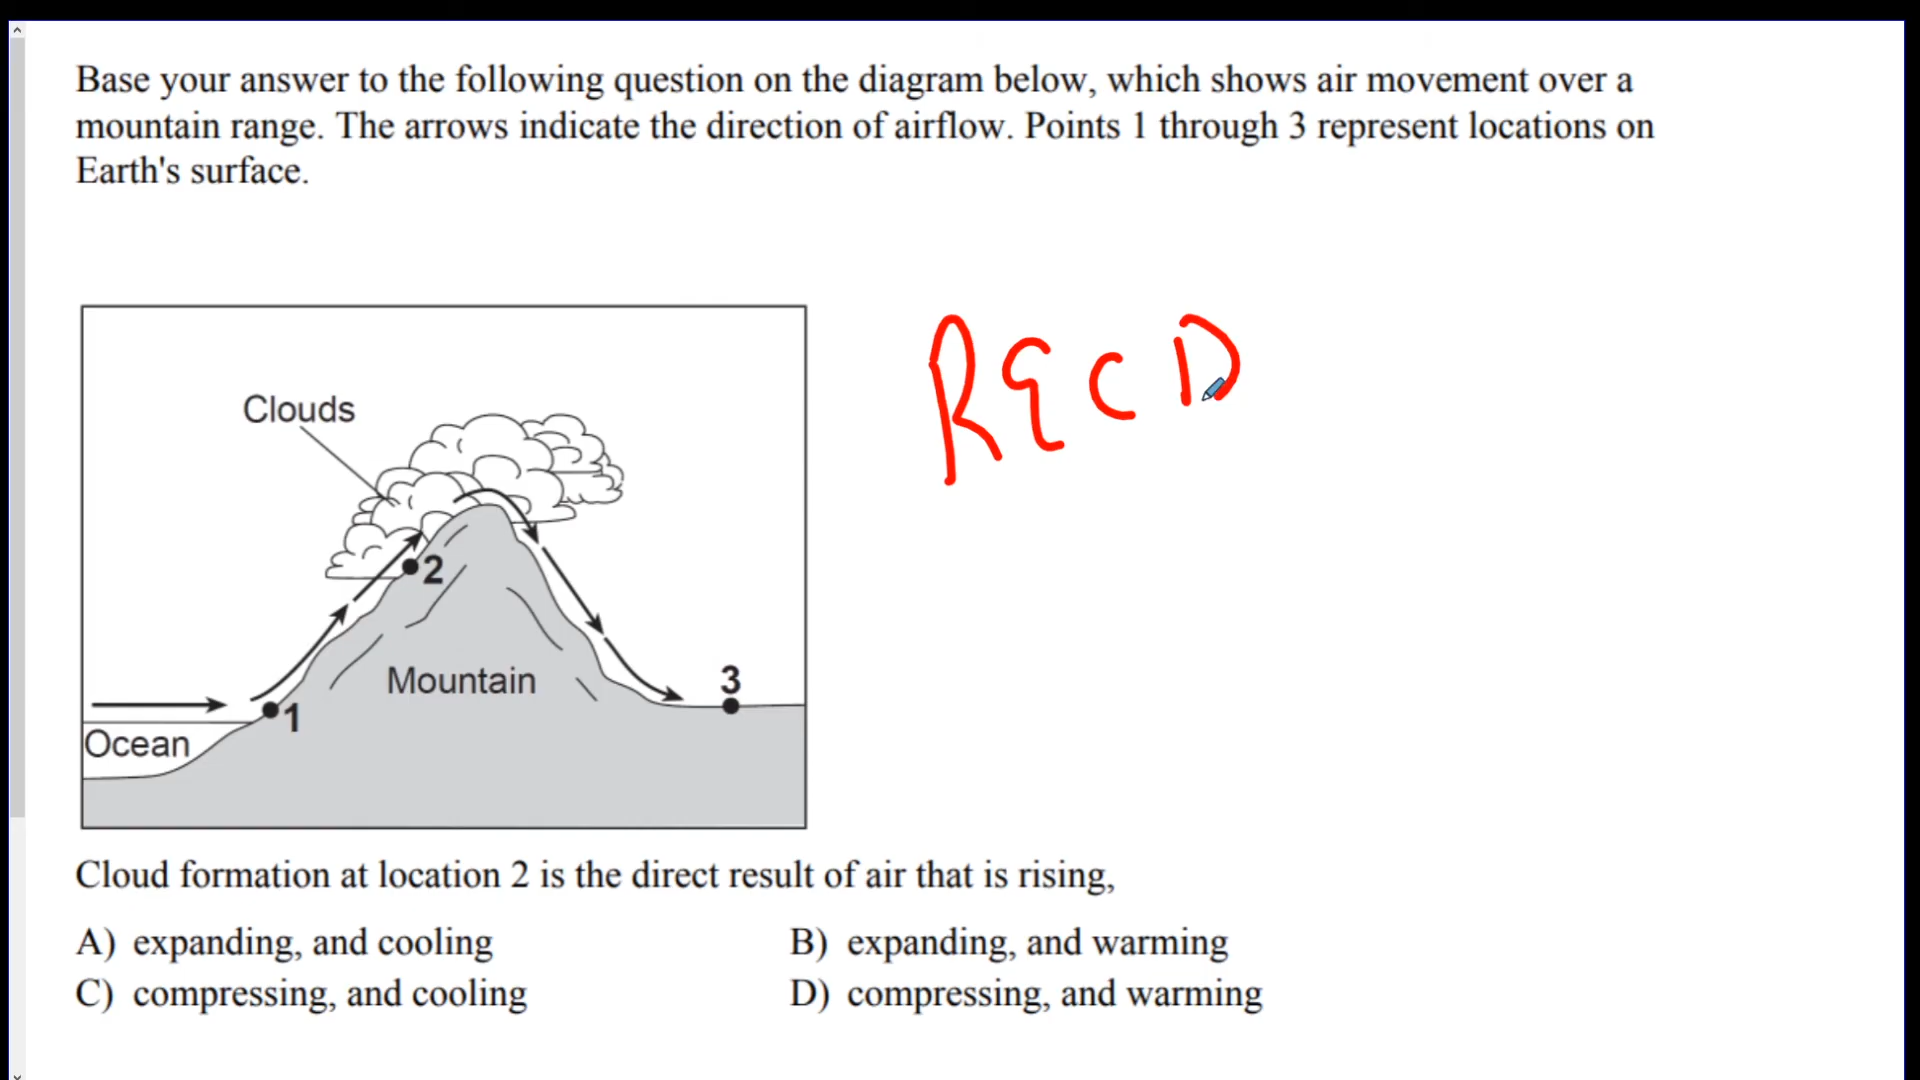 Base your answer to the following question on the diagram below, which shows air movement over a
mountain range. The arrows indicate the direction of airflow. Points 1 through 3 represent locations on
Earth's surface.
RECD
Clouds
2
Mountain
3
1
Ocean
Cloud formation at location 2 is the direct result of air that is rising,
A) expanding, and cooling
B) expanding, and warming
C) compressing, and cooling
D) compressing, and warming